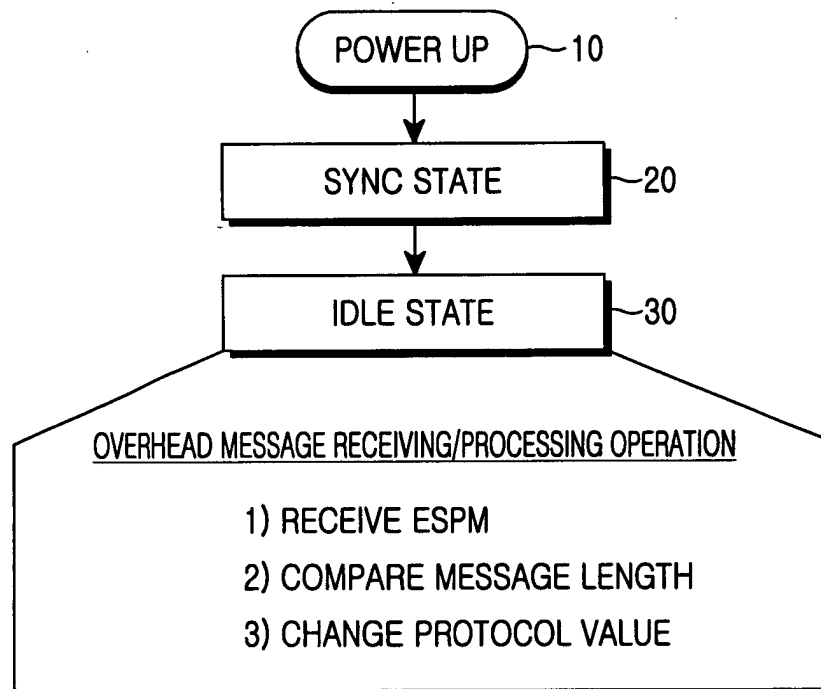 POWER UP 10
SYNC STATE 20
IDLE STATE 30
OVERHEAD MESSAGE RECEIVING/PROCESSING OPERATION
1) RECEIVE ESPM
2) COMPARE MESSAGE LENGTH
3) CHANGE PROTOCOL VALUE